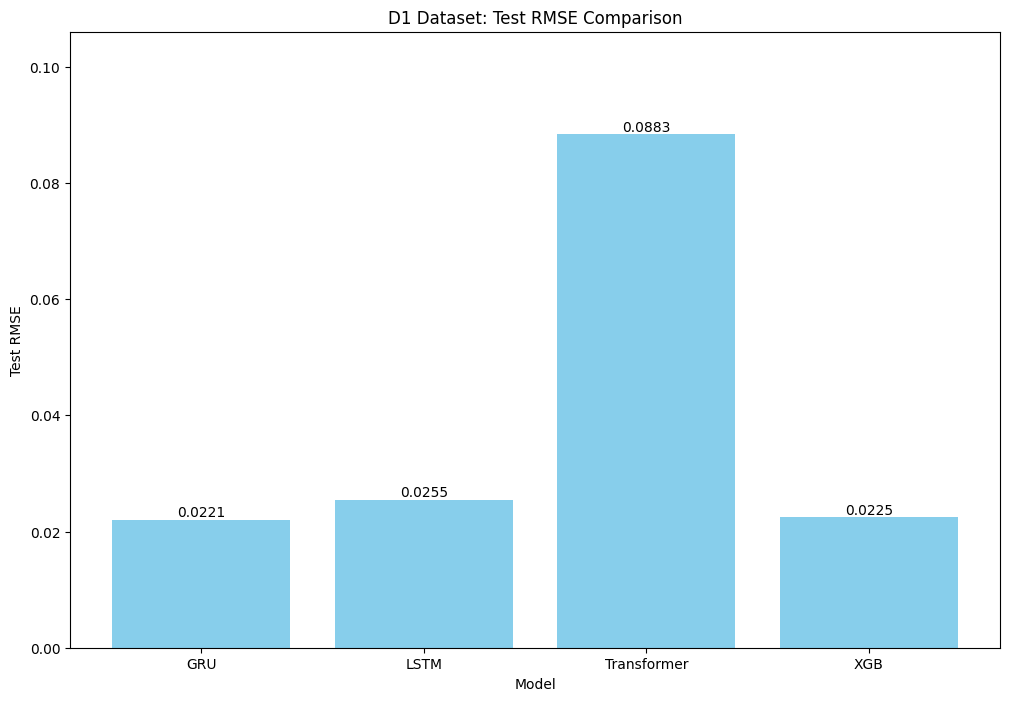 D1 Dataset: Test RMSE Comparison
0.10
0.08
0.06
0.04
0.02
0.00
Test RMSE
0.0221
0.0255
0.0883
0.0225
GRU
LSTM
Transformer
XGB
Model